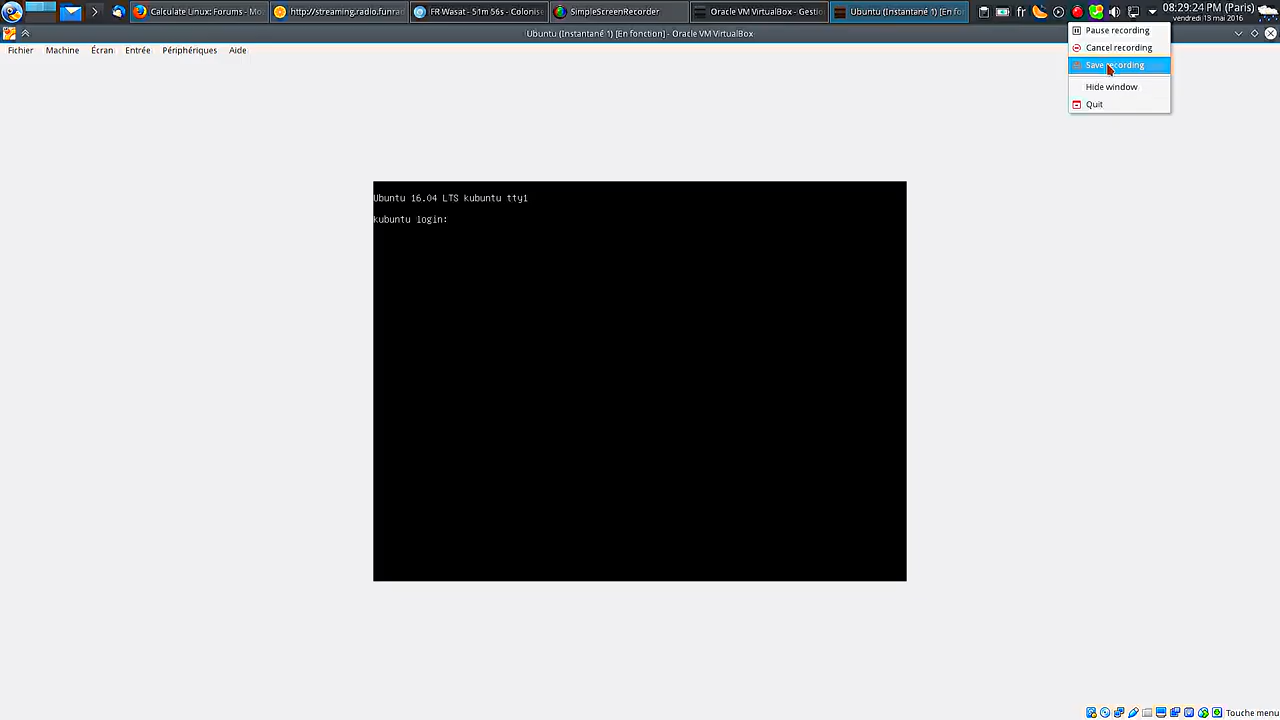 Calculate Linux: Forums - Mo
http://streaming.radio.funra
FR-Wasat - 51m 56s - Colonis
SimpleScreenRecorder
Oracle VM VirtualBox - Gestic
Ubuntu (Instantané 1) [En fo
fr
08:29:24 PM (Paris)
vendredi 13 mai 2016
Ubuntu (Instantané 1) [En fonction] - Oracle VM VirtualBox
Fichier Machine Écran Entrée Périphériques Aide
Pause recording
Cancel recording
Save recording
Hide window
Quit
Ubuntu 16.04 LTS kubuntu tty1
kubuntu login:
Touche menu